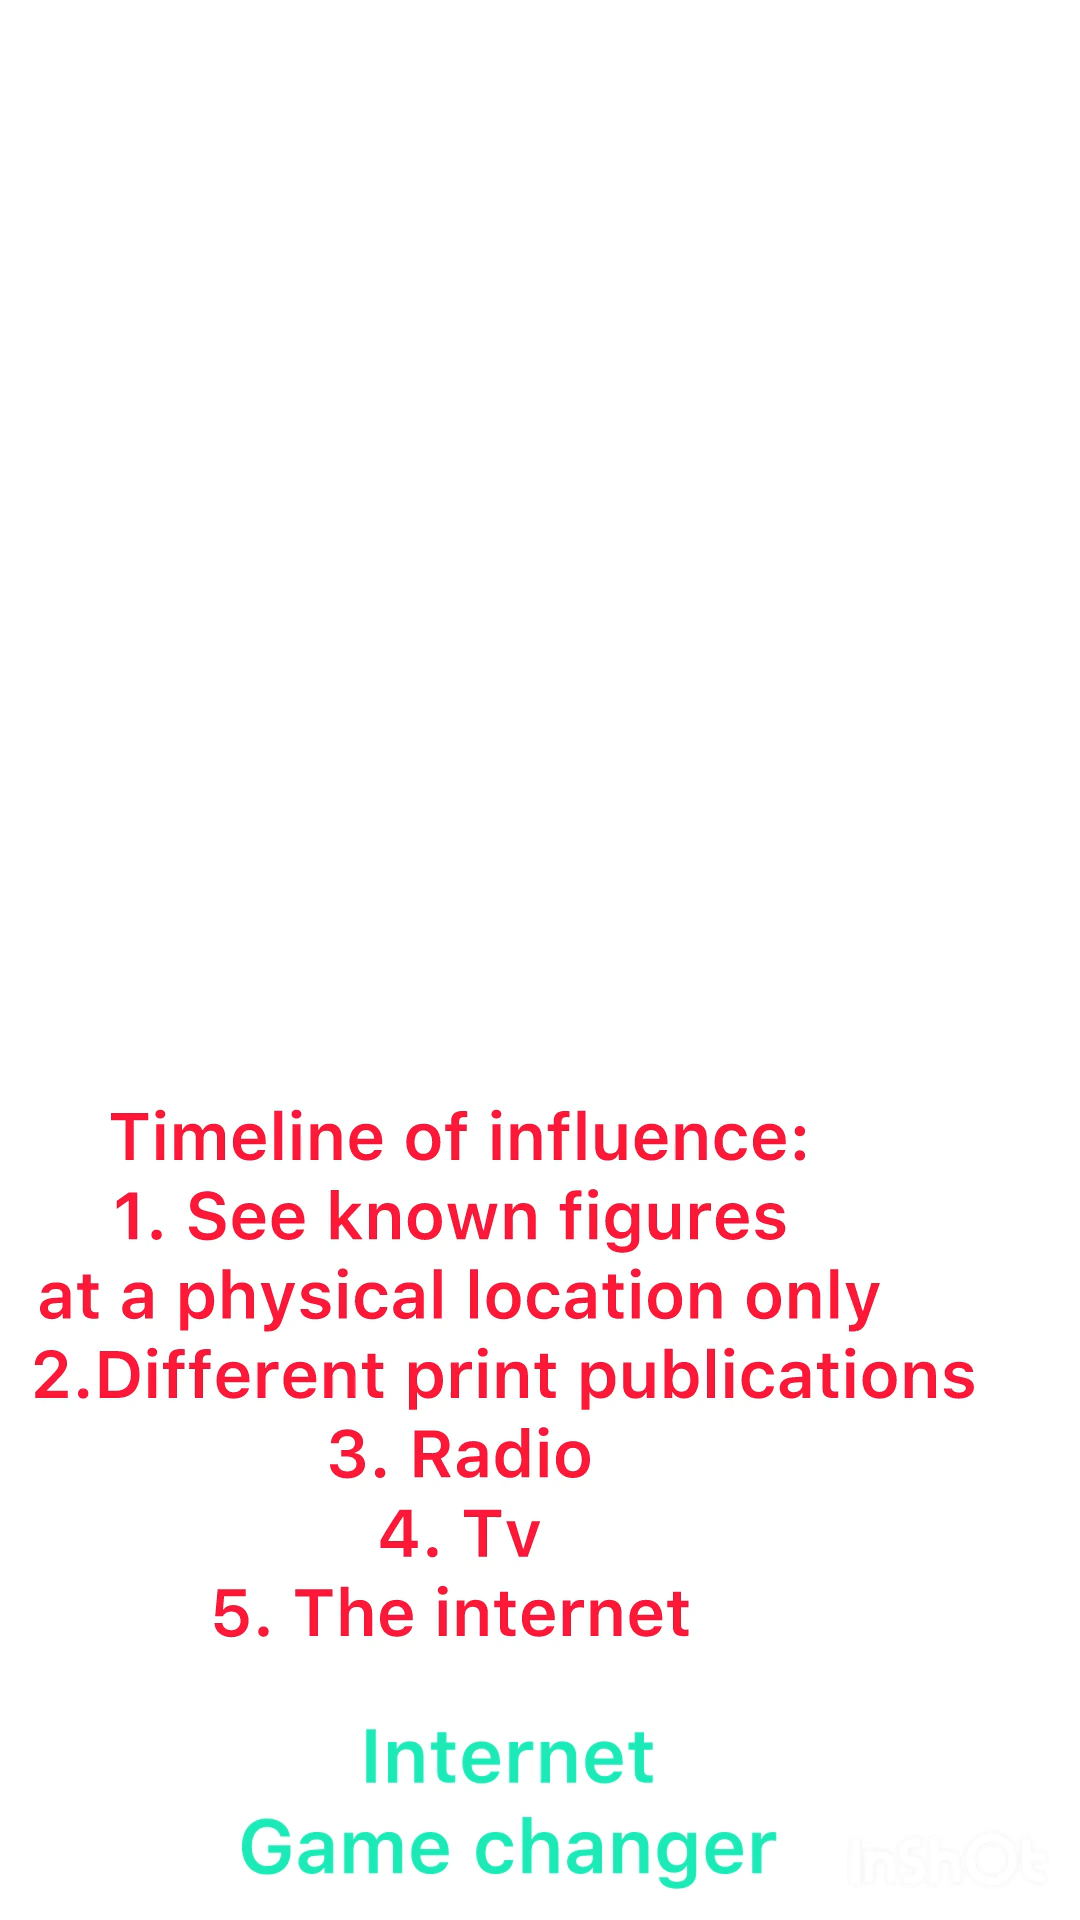 Timeline of influence:
1. See known figures
at a physical location only
2.Different print publications
3. Radio
4. Tv
5. The internet
Internet
Game changer
InShOt